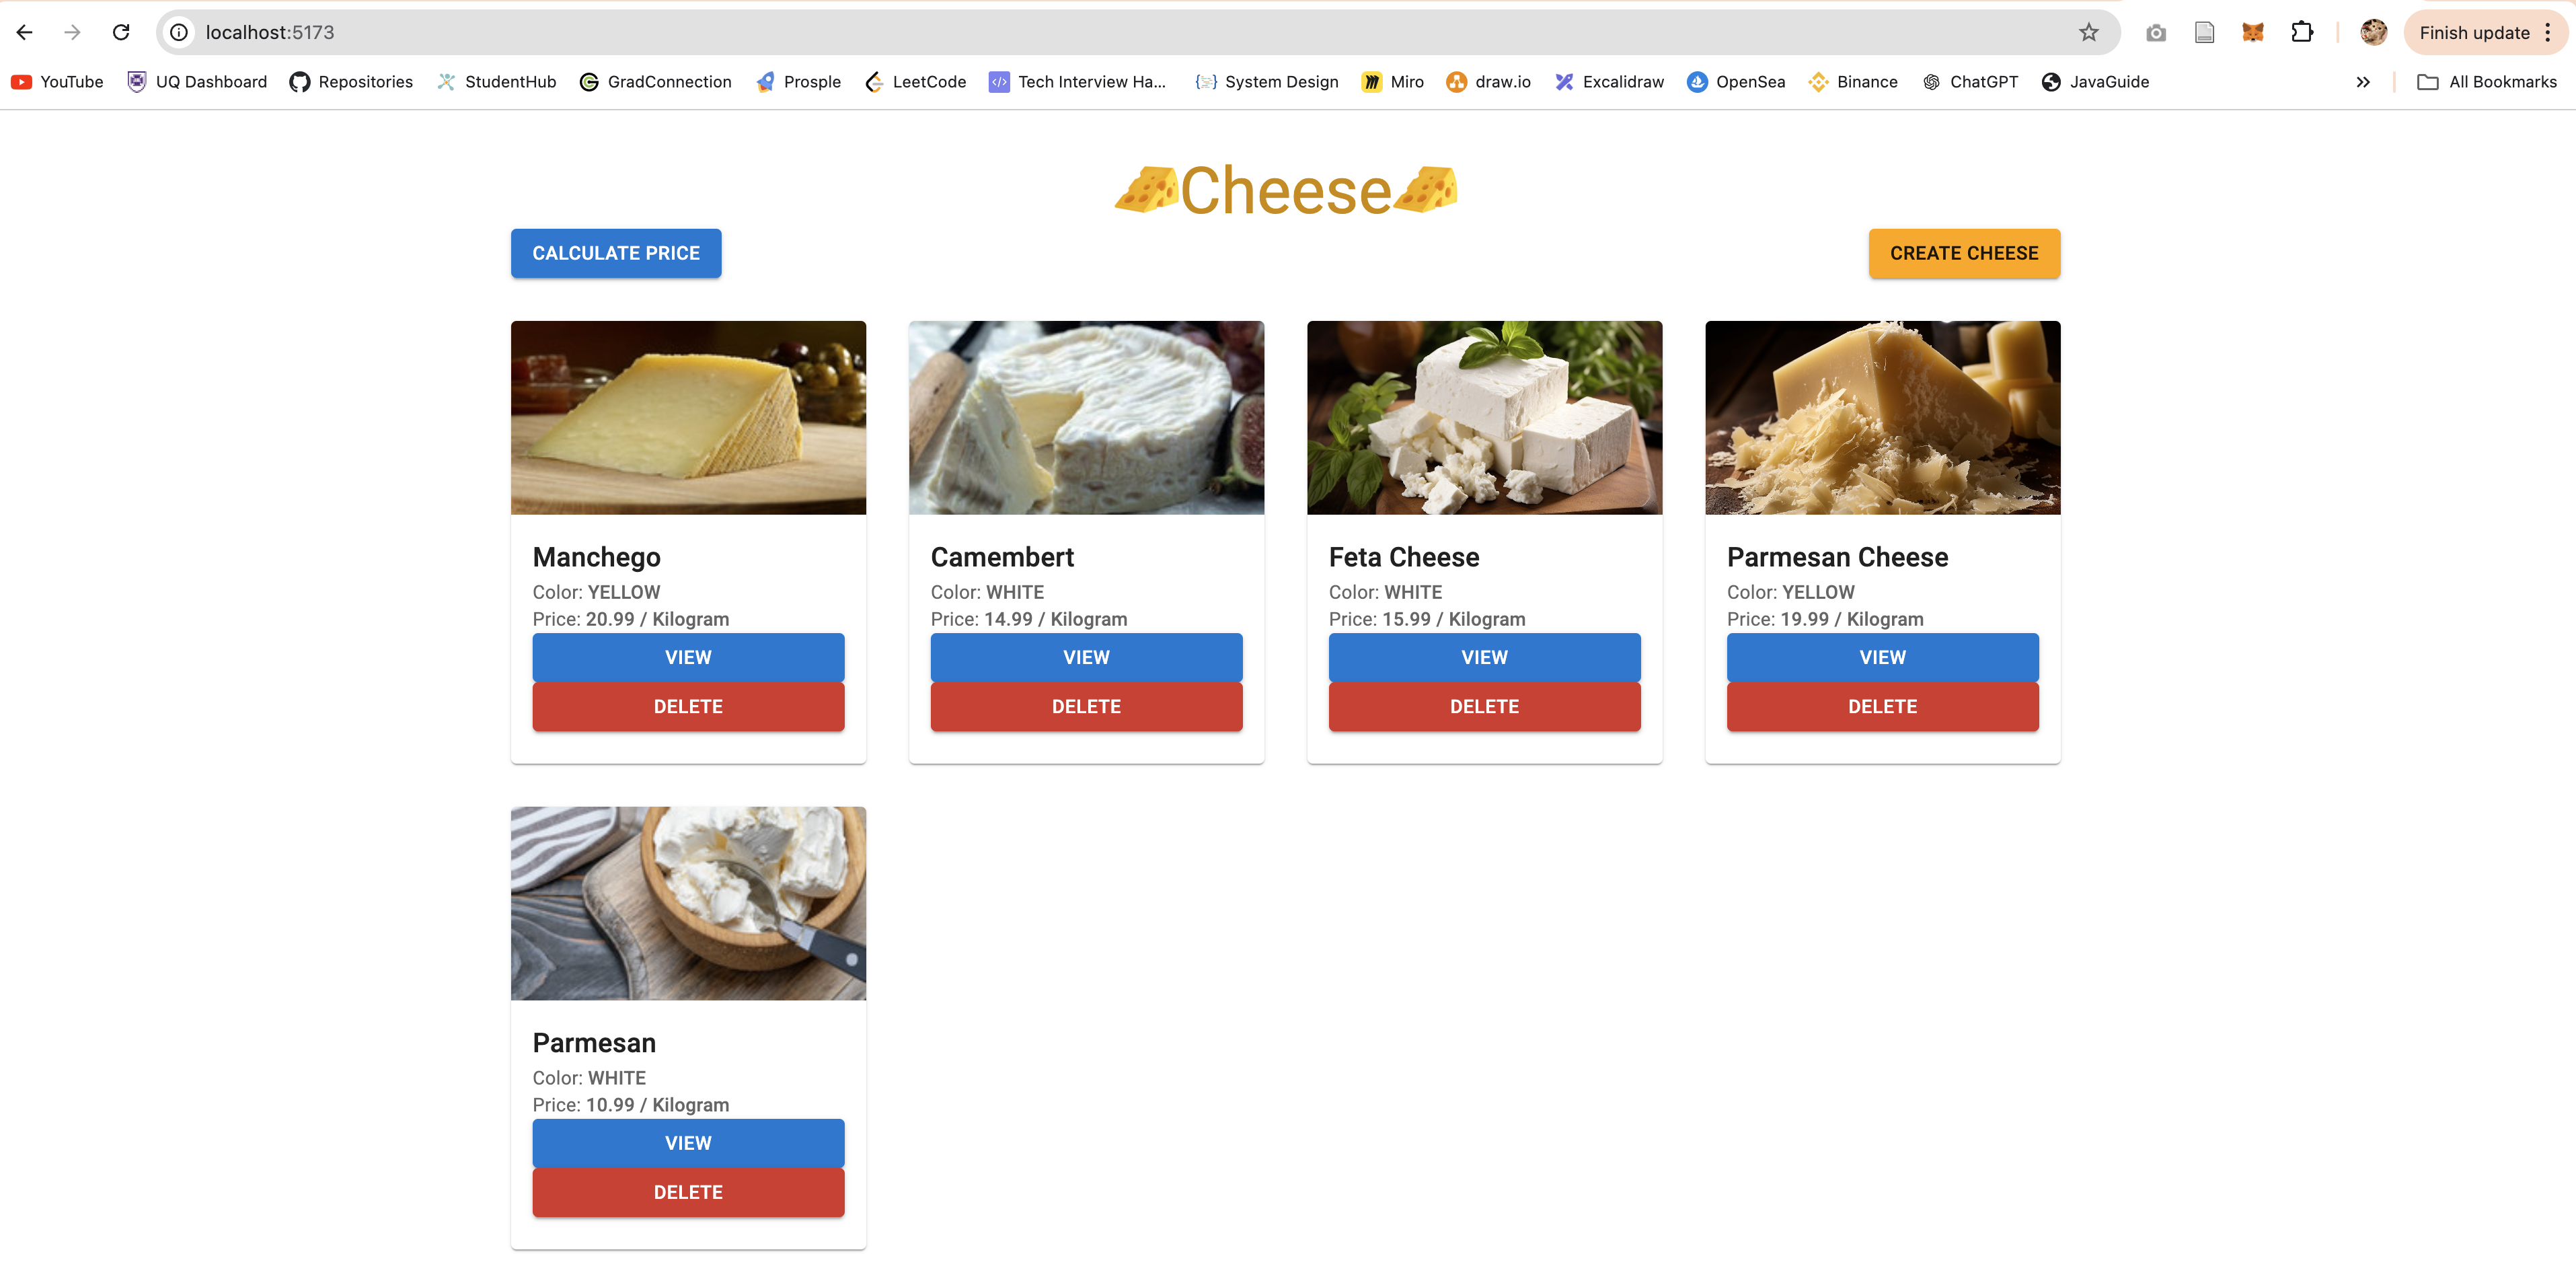 localhost:5173
Finish update
YouTube UQ Dashboard Repositories StudentHub GradConnection Prosple LeetCode Tech Interview Ha... System Design Miro draw.io Excalidraw OpenSea Binance ChatGPT JavaGuide » All Bookmarks
🧀Cheese🧀
CALCULATE PRICE
CREATE CHEESE
Manchego
Color: YELLOW
Price: 20.99 / Kilogram
VIEW
DELETE
Camembert
Color: WHITE
Price: 14.99 / Kilogram
VIEW
DELETE
Feta Cheese
Color: WHITE
Price: 15.99 / Kilogram
VIEW
DELETE
Parmesan Cheese
Color: YELLOW
Price: 19.99 / Kilogram
VIEW
DELETE
Parmesan
Color: WHITE
Price: 10.99 / Kilogram
VIEW
DELETE